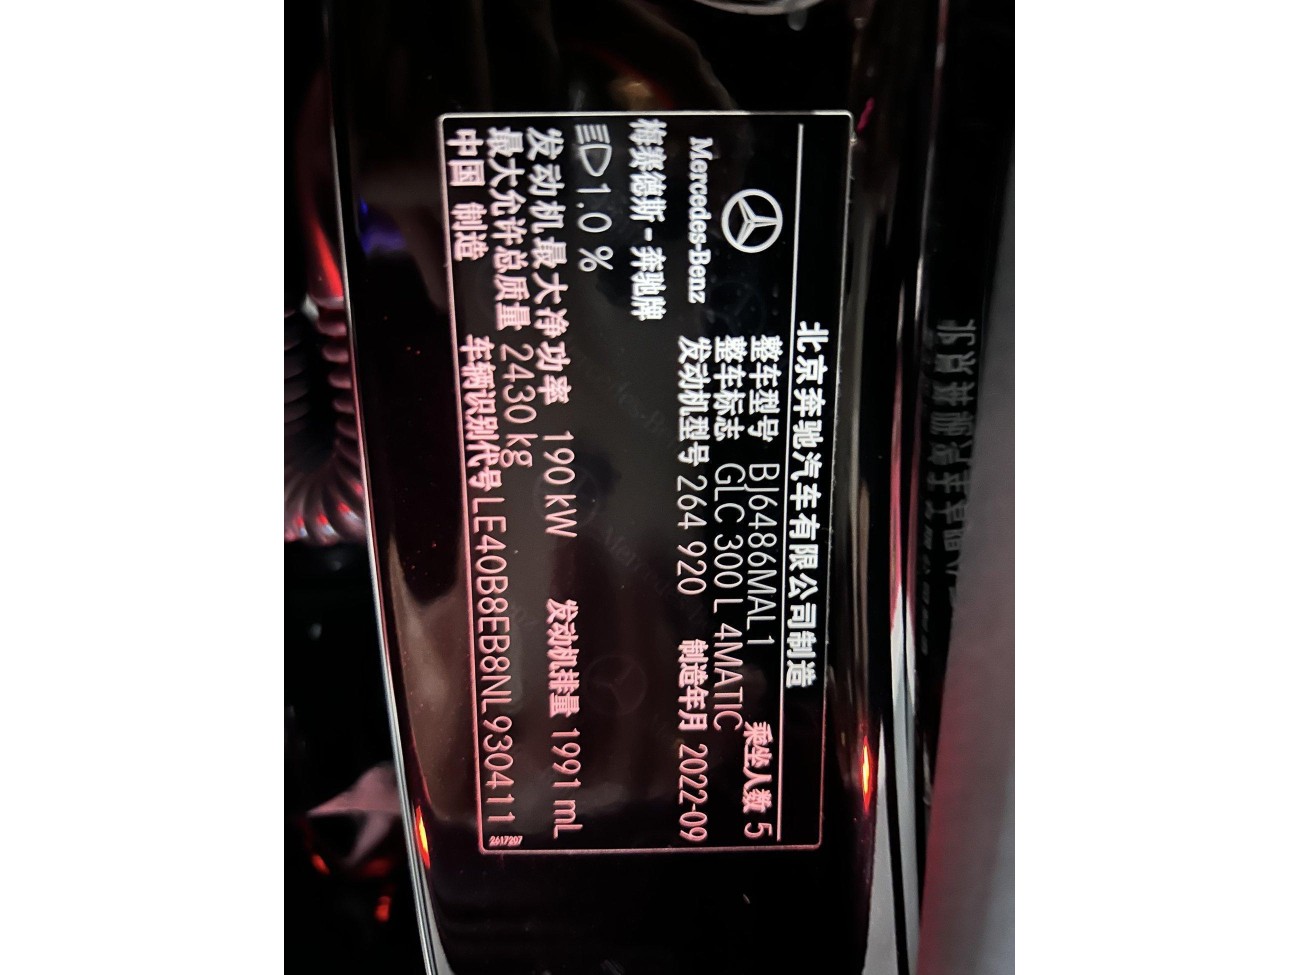 北京奔驰汽车有限公司制造
整车型号 BJ6486MAL1 乘坐人数 5
整车标志 GLC 300 L 4MATIC
Mercedes-Benz 发动机型号 264 920 制造年月 2022-09
梅赛德斯-奔驰牌
1.0 %
发动机最大净功率 190 kW 发动机排量 1991 mL
最大允许总质量 2430 kg
中国 制造 车辆识别代号 LE40B8EB8NL930411
2617207